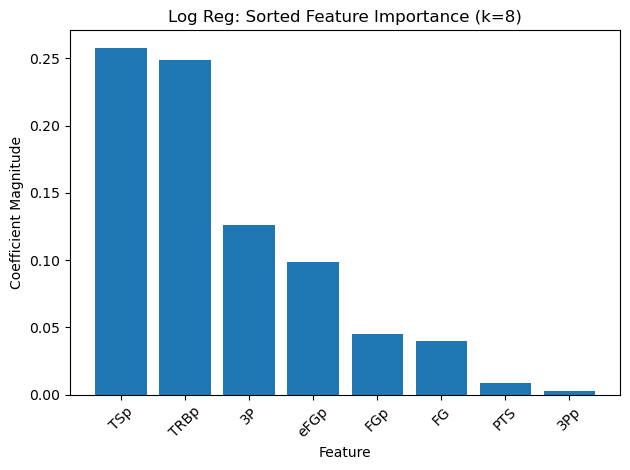 Log Reg: Sorted Feature Importance (k=8)
Coefficient Magnitude
0.25
0.20
0.15
0.10
0.05
0.00
TSp
TRBp
3P
eFGp
FGp
FG
PTS
3Pp
Feature